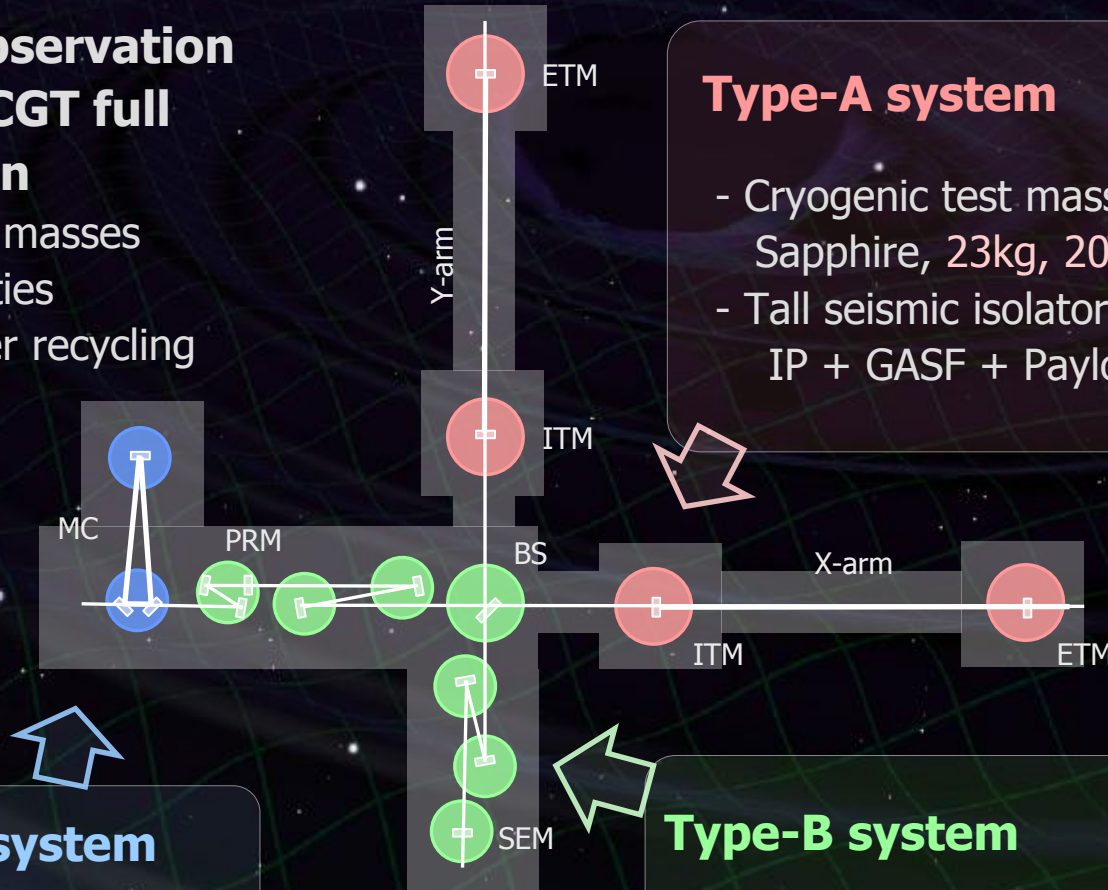 bservation
CGT full
n
masses
ties
er recycling
ETM
Type-A system
- Cryogenic test mass
Sapphire, 23kg, 20
- Tall seismic isolator
IP + GASF + Paylo
Y-arm
ITM
MC
PRM
BS
X-arm
ITM
ETM
SEM
system
Type-B system